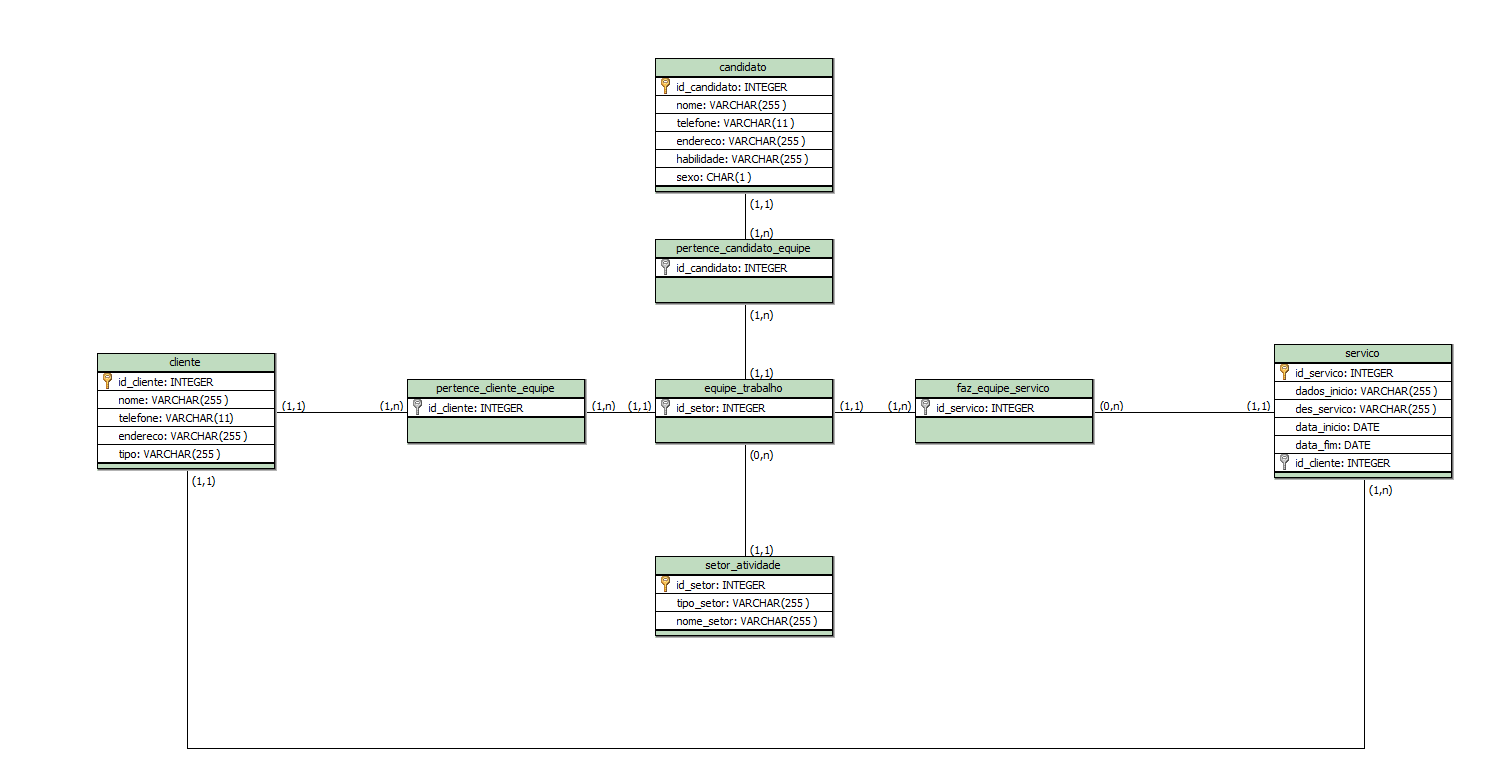 candidato
id_candidato: INTEGER
nome: VARCHAR(255 )
telefone: VARCHAR(11 )
endereco: VARCHAR(255 )
habilidade: VARCHAR(255 )
sexo: CHAR(1 )
(1,1)
(1,n)
pertence_candidato_equipe
id_candidato: INTEGER
(1,n)
(1,1)
cliente
id_cliente: INTEGER
nome: VARCHAR(255 )
telefone: VARCHAR(11)
endereco: VARCHAR(255 )
tipo: VARCHAR(255 )
(1,1)
(1,n)
pertence_cliente_equipe
id_cliente: INTEGER
(1,n)
(1,1)
equipe_trabalho
id_setor: INTEGER
(1,1)
(1,n)
faz_equipe_servico
id_servico: INTEGER
(0,n)
(1,1)
servico
id_servico: INTEGER
dados_inicio: VARCHAR(255 )
des_servico: VARCHAR(255 )
data_inicio: DATE
data_fim: DATE
id_cliente: INTEGER
(0,n)
(1,1)
(1,n)
(1,1)
setor_atividade
id_setor: INTEGER
tipo_setor: VARCHAR(255 )
nome_setor: VARCHAR(255 )